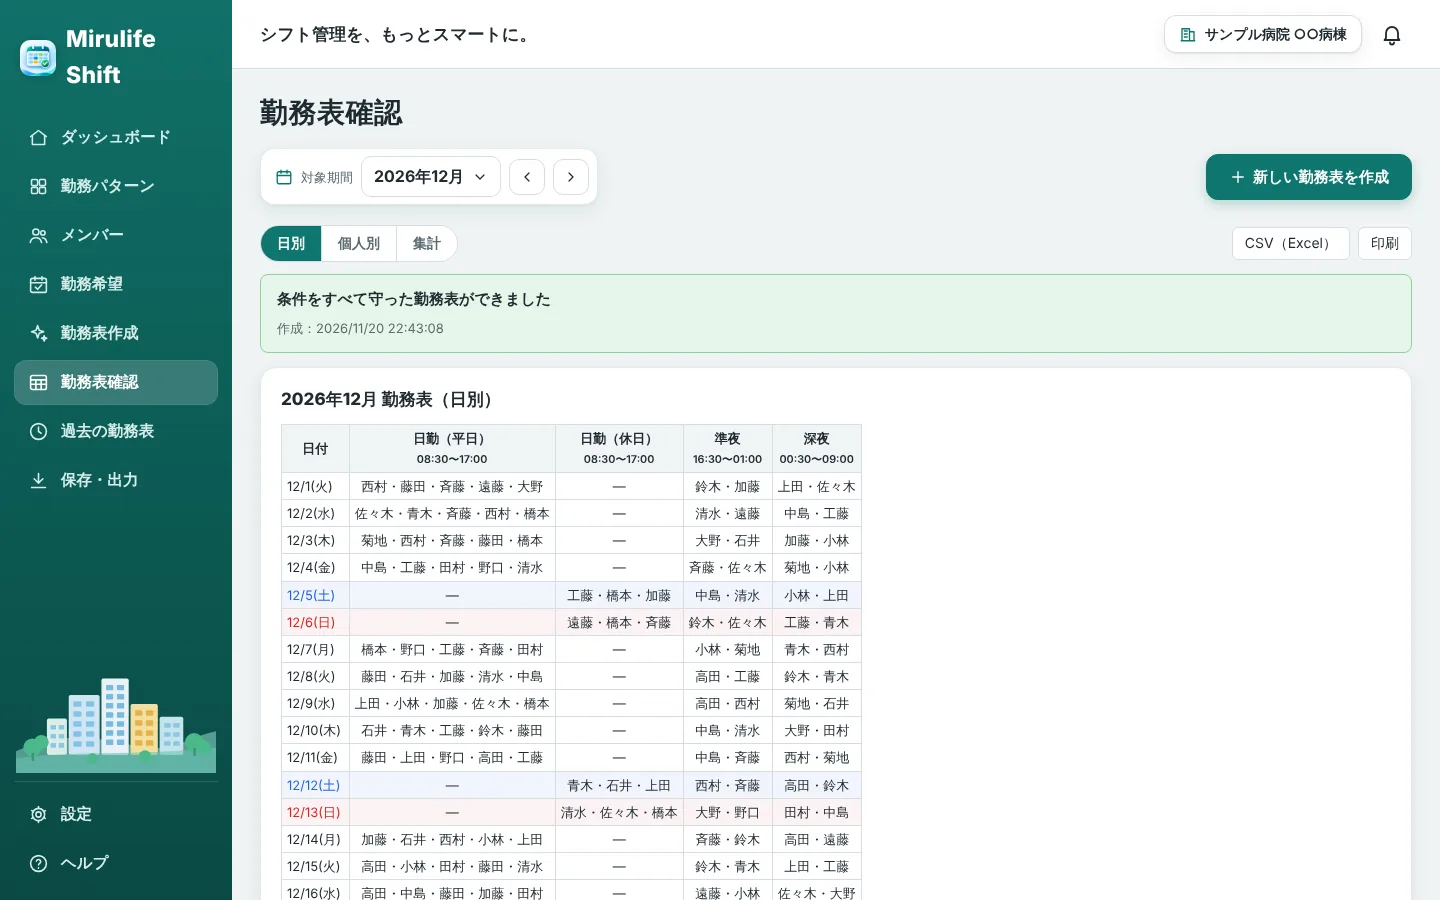 Mirulife
Shift
ダッシュボード
勤務パターン
メンバー
勤務希望
勤務表作成
勤務表確認
過去の勤務表
保存・出力
設定
ヘルプ
シフト管理を、もっとスマートに。
サンプル病院 〇〇病棟
勤務表確認
対象期間 2026年12月
新しい勤務表を作成
日別 個人別 集計
CSV（Excel） 印刷
条件をすべて守った勤務表ができました
作成：2026/11/20 22:43:08
2026年12月 勤務表（日別）
日付 日勤（平日） 08:30〜17:00 日勤（休日） 08:30〜17:00 準夜 16:30〜01:00 深夜 00:30〜09:00
12/1(火) 西村・藤田・斉藤・遠藤・大野 — 鈴木・加藤 上田・佐々木
12/2(水) 佐々木・青木・斉藤・西村・橋本 — 清水・遠藤 中島・工藤
12/3(木) 菊地・西村・斉藤・藤田・橋本 — 大野・石井 加藤・小林
12/4(金) 中島・工藤・田村・野口・清水 — 斉藤・佐々木 菊地・小林
12/5(土) — 工藤・橋本・加藤 中島・清水 小林・上田
12/6(日) — 遠藤・橋本・斉藤 鈴木・佐々木 工藤・青木
12/7(月) 橋本・野口・工藤・斉藤・田村 — 小林・菊地 青木・西村
12/8(火) 藤田・石井・加藤・清水・中島 — 高田・工藤 鈴木・青木
12/9(水) 上田・小林・加藤・佐々木・橋本 — 高田・西村 菊地・石井
12/10(木) 石井・青木・工藤・鈴木・藤田 — 中島・清水 大野・田村
12/11(金) 藤田・上田・野口・高田・工藤 — 中島・斉藤 西村・菊地
12/12(土) — 青木・石井・上田 西村・斉藤 高田・鈴木
12/13(日) — 清水・佐々木・橋本 大野・野口 田村・中島
12/14(月) 加藤・石井・西村・小林・上田 — 斉藤・鈴木 高田・遠藤
12/15(火) 高田・小林・田村・藤田・清水 — 鈴木・青木 上田・工藤
12/16(水) 高田・中島・藤田・加藤・田村 — 遠藤・小林 佐々木・大野